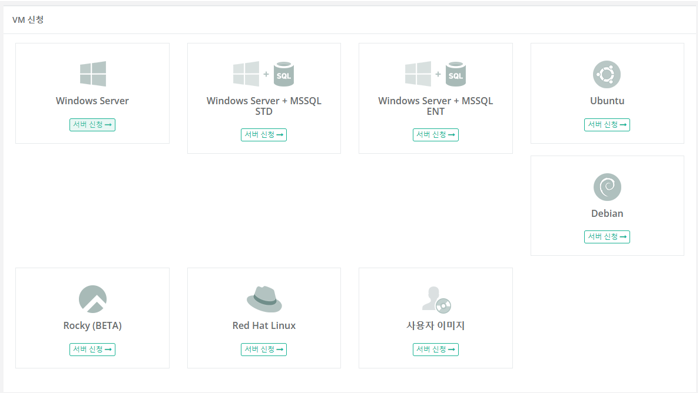 VM 신청
Windows Server
서버 신청
SQL
Windows Server + MSSQL
STD
서버 신청
SQL
Windows Server + MSSQL
ENT
서버 신청
Ubuntu
서버 신청
Debian
서버 신청
Rocky (BETA)
서버 신청
Red Hat Linux
서버 신청
사용자 이미지
서버 신청